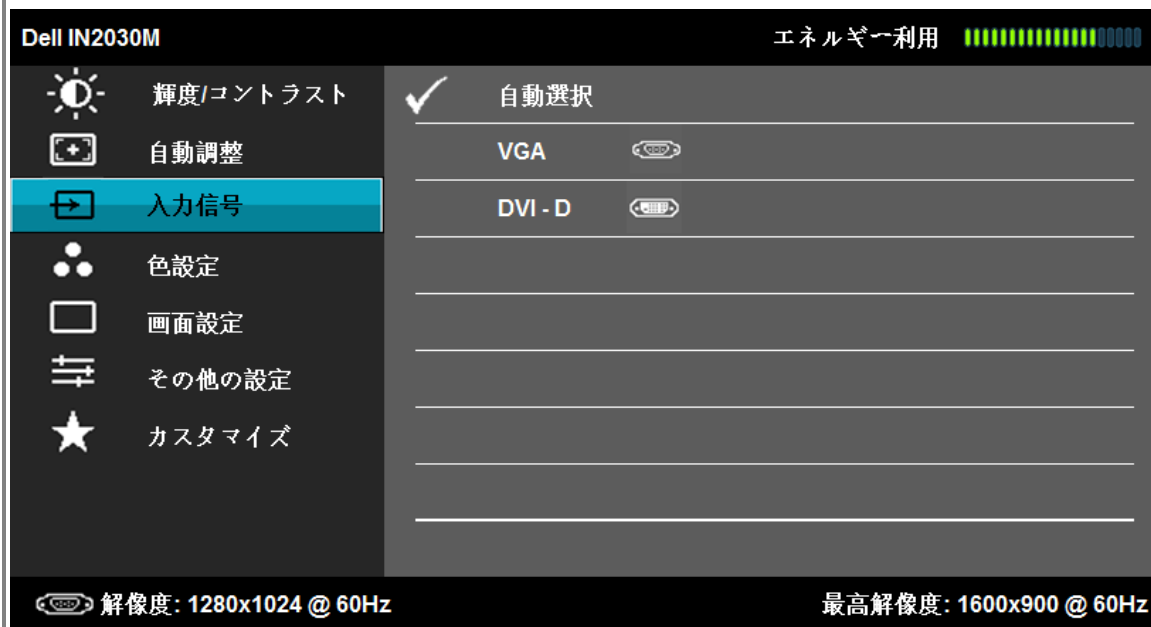 Dell IN2030M
エネルギー利用
輝度/コントラスト
自動選択
自動調整
VGA
入力信号
DVI - D
色設定
画面設定
その他の設定
カスタマイズ
解像度: 1280x1024 @ 60Hz
最高解像度: 1600x900 @ 60Hz